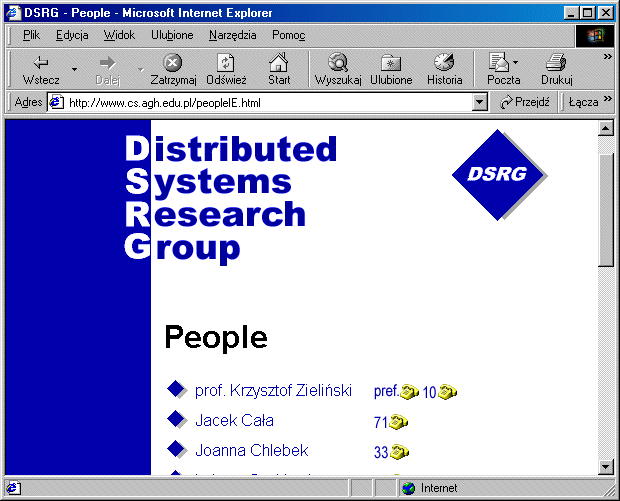 DSRG - People - Microsoft Internet Explorer
Plik Edycja Widok Ulubione Narzędzia Pomoc
Wstecz Dalej Zatrzymaj Odśwież Start Wyszukaj Ulubione Historia Poczta Drukuj »
Adres http://www.cs.agh.edu.pl/peopleIE.html Przejdź Łącza »
Distributed
Systems
Research
Group
DSRG
People
prof. Krzysztof Zieliński pref. 10
Jacek Cała 71
Joanna Chlebek 33
Internet